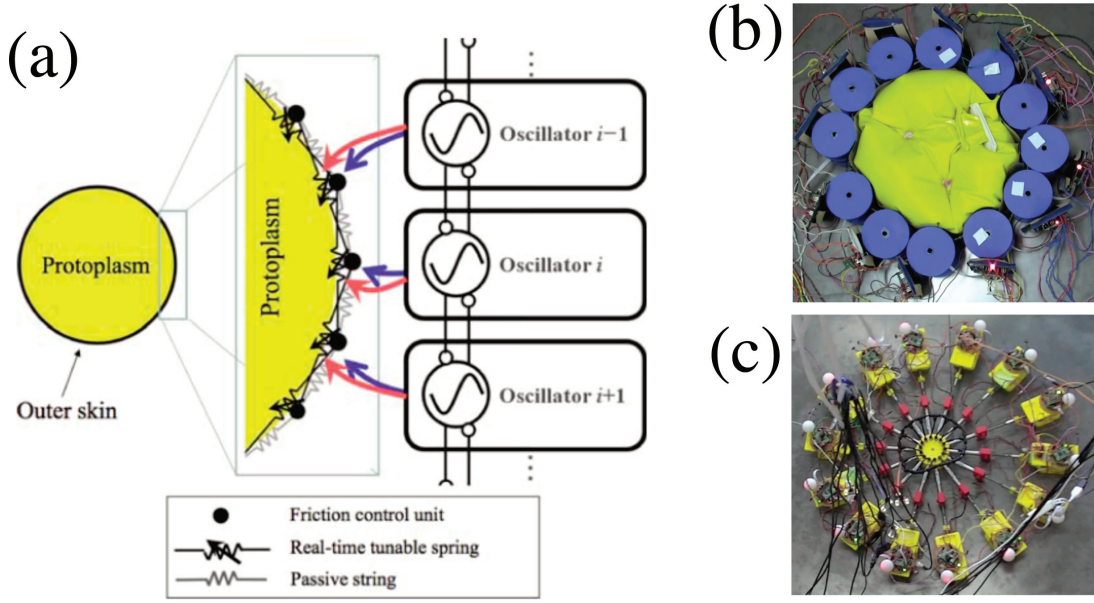 (a)
Protoplasm
Outer skin
Protoplasm
Oscillator i−1
Oscillator i
Oscillator i+1
Friction control unit
Real-time tunable spring
Passive string
(b)
(c)